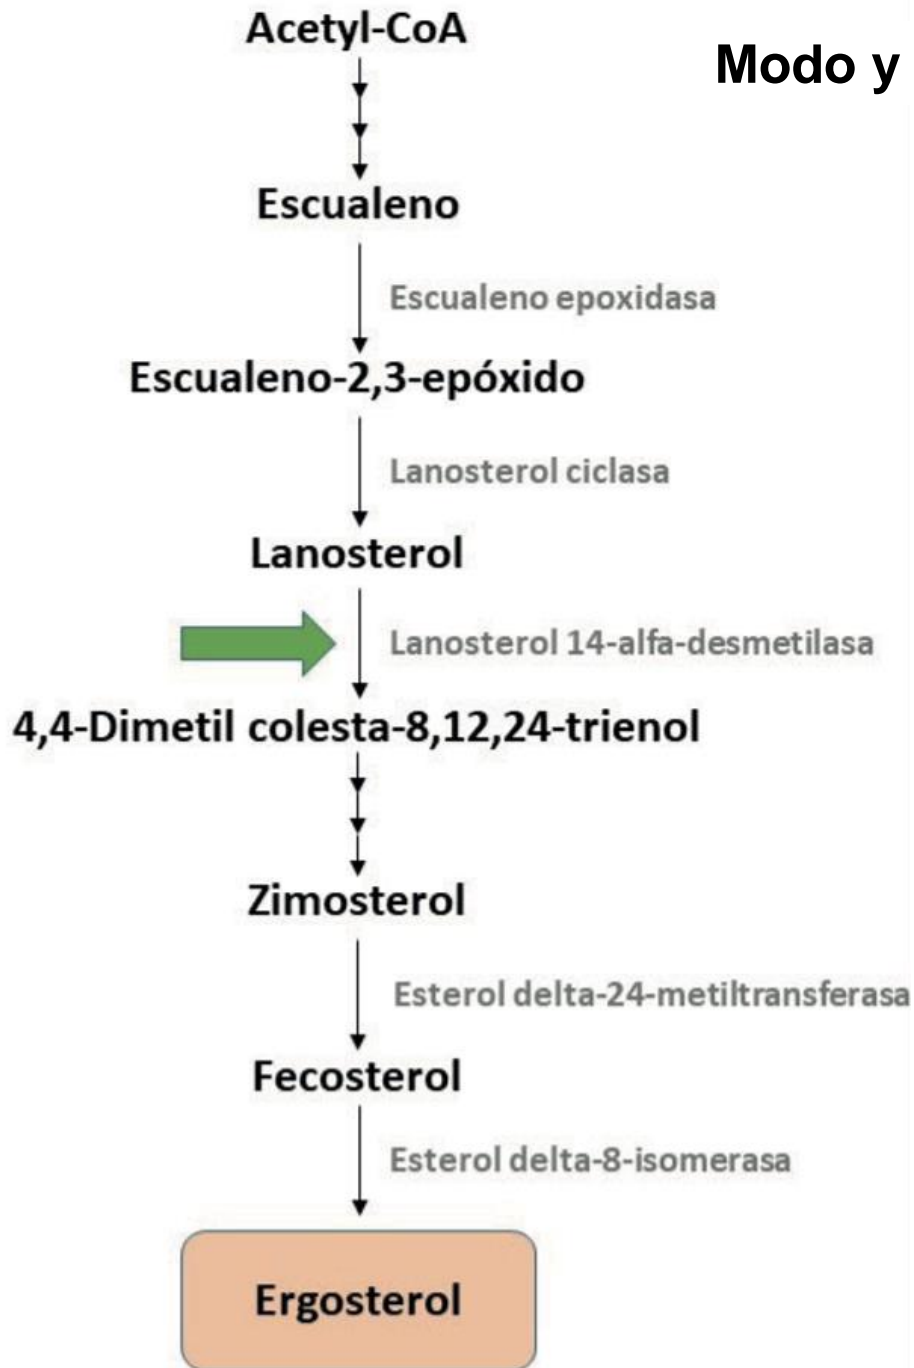 Acetyl-CoA
Modo y
Escualeno
Escualeno epoxidasa
Escualeno-2,3-epóxido
Lanosterol ciclasa
Lanosterol
Lanosterol 14-alfa-desmetilasa
4,4-Dimetil colesta-8,12,24-trienol
Zimosterol
Esterol delta-24-metiltransferasa
Fecosterol
Esterol delta-8-isomerasa
Ergosterol